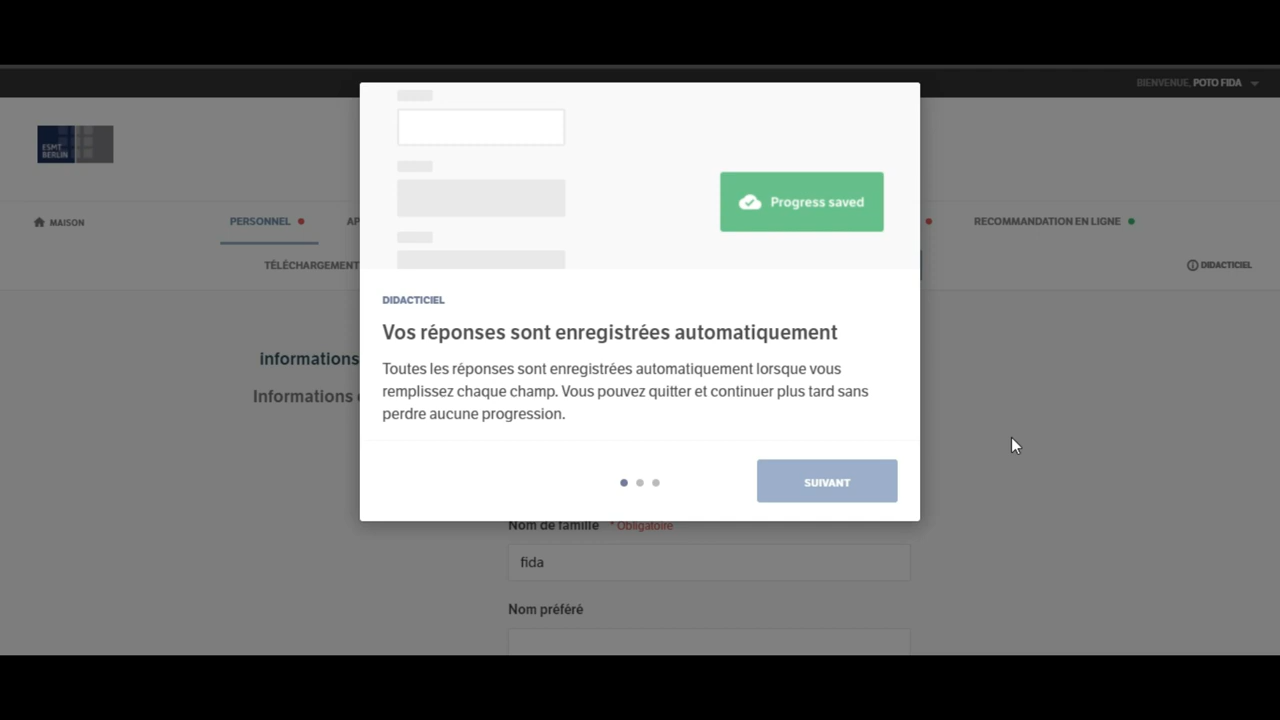 BIENVENUE, POTO FIDA
ESMT
BERLIN
MAISON
PERSONNEL
RECOMMANDATION EN LIGNE
TÉLÉCHARGEMENT
DIDACTICIEL
Progress saved
DIDACTICIEL
Vos réponses sont enregistrées automatiquement
Toutes les réponses sont enregistrées automatiquement lorsque vous
remplissez chaque champ. Vous pouvez quitter et continuer plus tard sans
perdre aucune progression.
SUIVANT
informations
Informations
Nom de famille * Obligatoire
fida
Nom préféré